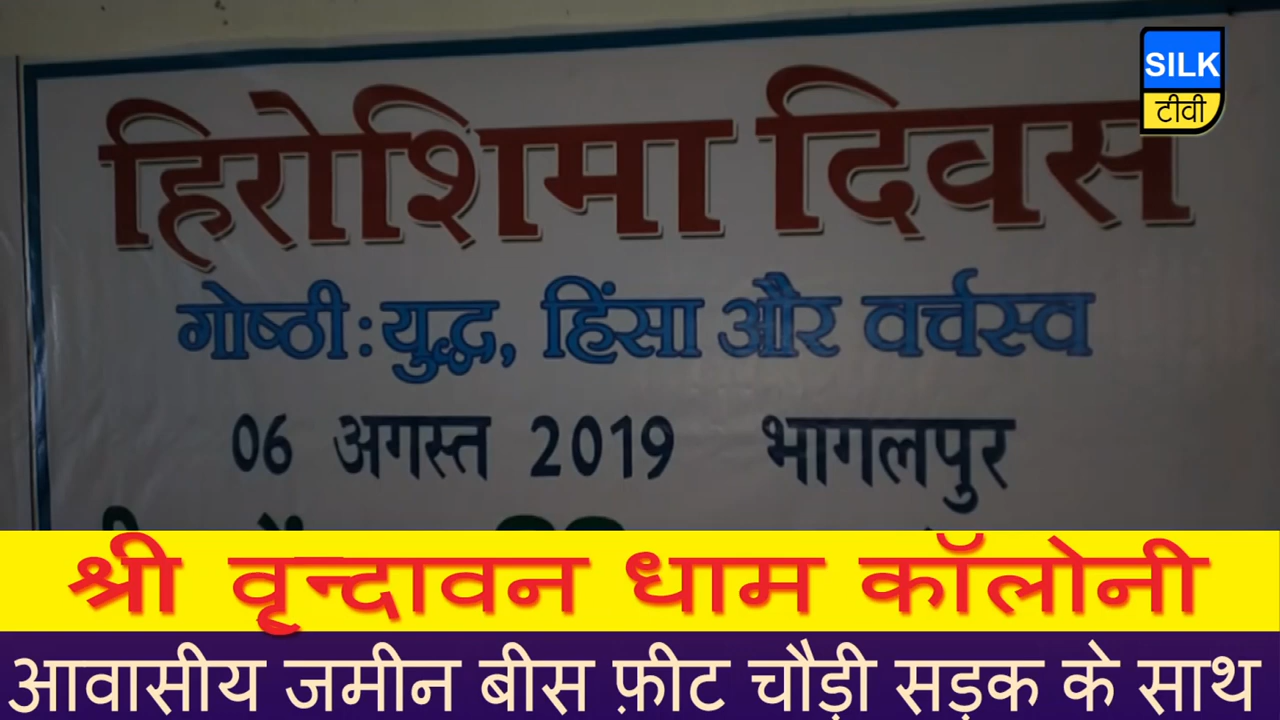 SILK
टीवी
हिरोशिमा दिवस
गोष्ठी : युद्ध, हिंसा और वर्चस्व
06 अगस्त 2019 भागलपुर
श्री वृन्दावन धाम कॉलोनी
आवासीय जमीन बीस फ़ीट चौड़ी सड़क के साथ